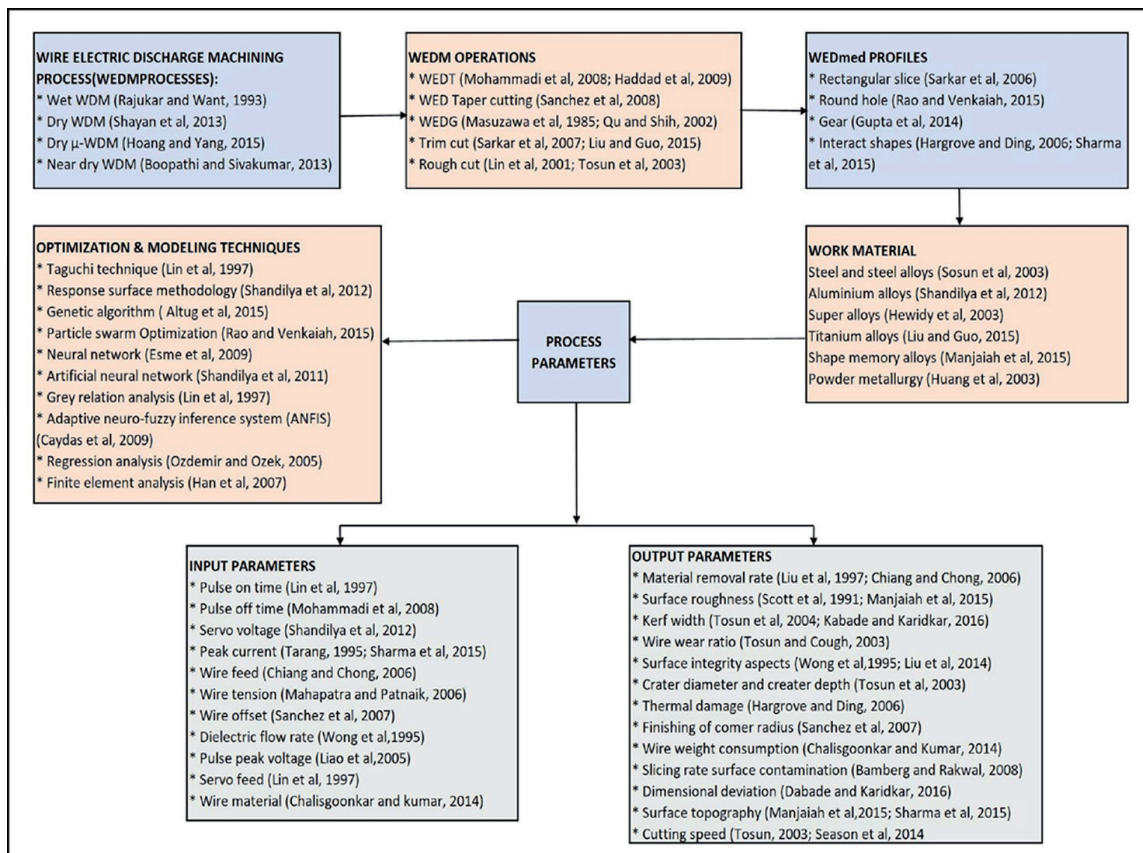 WIRE ELECTRIC DISCHARGE MACHINING
PROCESS(WEDMPROCESSES):
* Wet WDM (Rajukar and Want, 1993)
* Dry WDM (Shayan et al, 2013)
* Dry μ-WDM (Hoang and Yang, 2015)
* Near dry WDM (Boopathi and Sivakumar, 2013)
WEDM OPERATIONS
* WEDT (Mohammadi et al, 2008; Haddad et al, 2009)
* WED Taper cutting (Sanchez et al, 2008)
* WEDG (Masuzawa et al, 1985; Qu and Shih, 2002)
* Trim cut (Sarkar et al, 2007; Liu and Guo, 2015)
* Rough cut (Lin et al, 2001; Tosun et al, 2003)
WEDmed PROFILES
* Rectangular slice (Sarkar et al, 2006)
* Round hole (Rao and Venkaiah, 2015)
* Gear (Gupta et al, 2014)
* Interact shapes (Hargrove and Ding, 2006; Sharma
et al, 2015)
WORK MATERIAL
Steel and steel alloys (Sosun et al, 2003)
Aluminium alloys (Shandilya et al, 2012)
Super alloys (Hewidy et al, 2003)
Titanium alloys (Liu and Guo, 2015)
Shape memory alloys (Manjaiah et al, 2015)
Powder metallurgy (Huang et al, 2003)
PROCESS
PARAMETERS
OPTIMIZATION & MODELING TECHNIQUES
* Taguchi technique (Lin et al, 1997)
* Response surface methodology (Shandilya et al, 2012)
* Genetic algorithm ( Altug et al, 2015)
* Particle swarm Optimization (Rao and Venkaiah, 2015)
* Neural network (Esme et al, 2009)
* Artificial neural network (Shandilya et al, 2011)
* Grey relation analysis (Lin et al, 1997)
* Adaptive neuro-fuzzy inference system (ANFIS)
(Caydas et al, 2009)
* Regression analysis (Ozdemir and Ozek, 2005)
* Finite element analysis (Han et al, 2007)
INPUT PARAMETERS
* Pulse on time (Lin et al, 1997)
* Pulse off time (Mohammadi et al, 2008)
* Servo voltage (Shandilya et al, 2012)
* Peak current (Tarang, 1995; Sharma et al, 2015)
* Wire feed (Chiang and Chong, 2006)
* Wire tension (Mahapatra and Patnaik, 2006)
* Wire offset (Sanchez et al, 2007)
* Dielectric flow rate (Wong et al,1995)
* Pulse peak voltage (Liao et al,2005)
* Servo feed (Lin et al, 1997)
* Wire material (Chalisgoonkar and kumar, 2014)
OUTPUT PARAMETERS
* Material removal rate (Liu et al, 1997; Chiang and Chong, 2006)
* Surface roughness (Scott et al, 1991; Manjaiah et al, 2015)
* Kerf width (Tosun et al, 2004; Kabade and Karidkar, 2016)
* Wire wear ratio (Tosun and Cough, 2003)
* Surface integrity aspects (Wong et al,1995; Liu et al, 2014)
* Crater diameter and creater depth (Tosun et al, 2003)
* Thermal damage (Hargrove and Ding, 2006)
* Finishing of comer radius (Sanchez et al, 2007)
* Wire weight consumption (Chalisgoonkar and Kumar, 2014)
* Slicing rate surface contamination (Bamberg and Rakwal, 2008)
* Dimensional deviation (Dabade and Karidkar, 2016)
* Surface topography (Manjaiah et al,2015; Sharma et al, 2015)
* Cutting speed (Tosun, 2003; Season et al, 2014